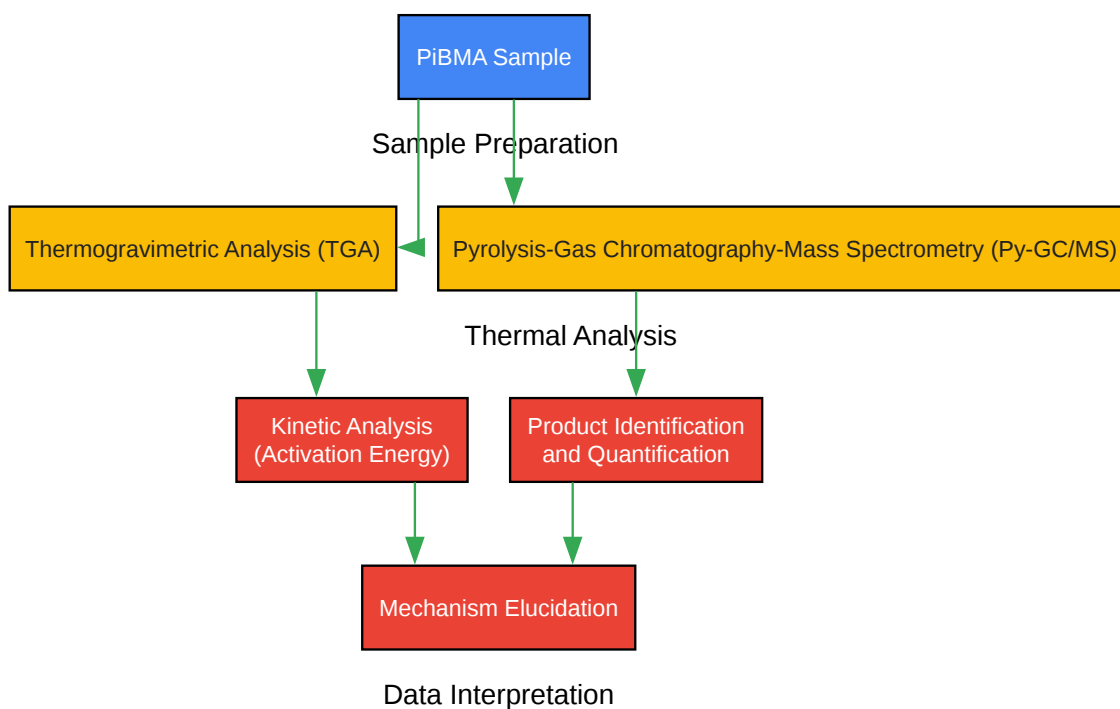 PiBMA Sample
Sample Preparation
Thermogravimetric Analysis (TGA)
Pyrolysis-Gas Chromatography-Mass Spectrometry (Py-GC/MS)
Thermal Analysis
Kinetic Analysis
(Activation Energy)
Product Identification
and Quantification
Mechanism Elucidation
Data Interpretation